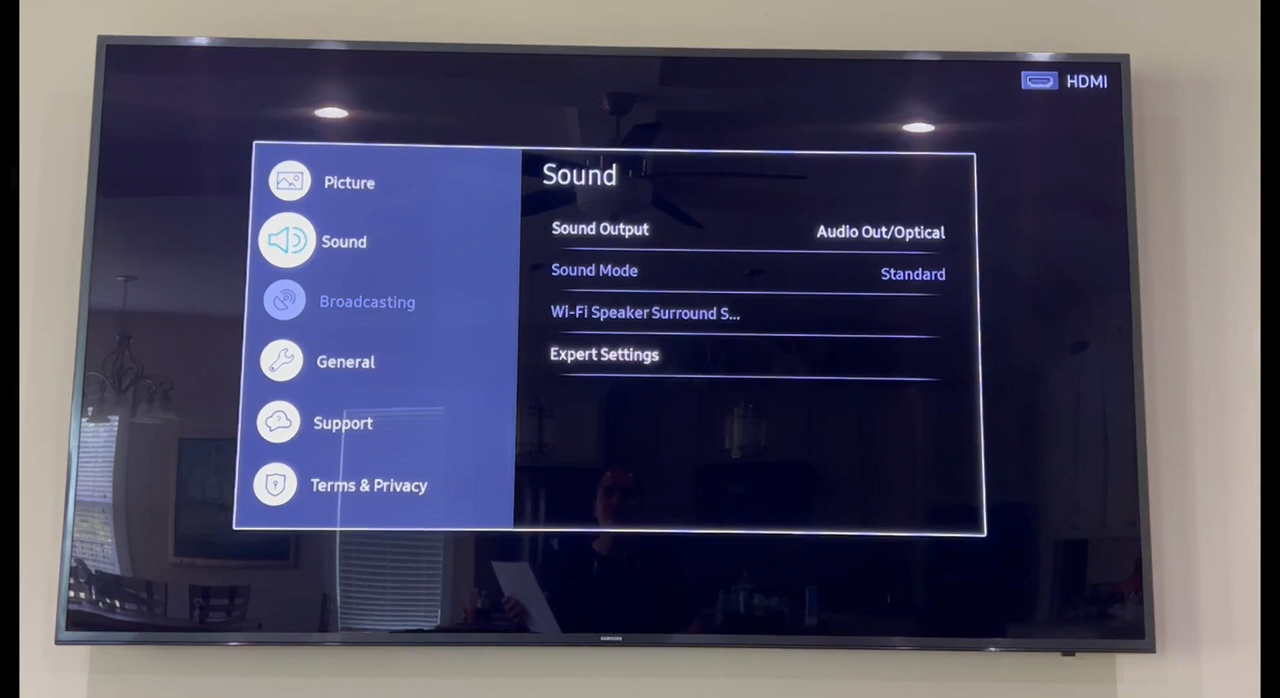 HDMI
Picture
Sound
Broadcasting
General
Support
Terms & Privacy
Sound
Sound Output Audio Out/Optical
Sound Mode Standard
Wi-Fi Speaker Surround S...
Expert Settings
SAMSUNG